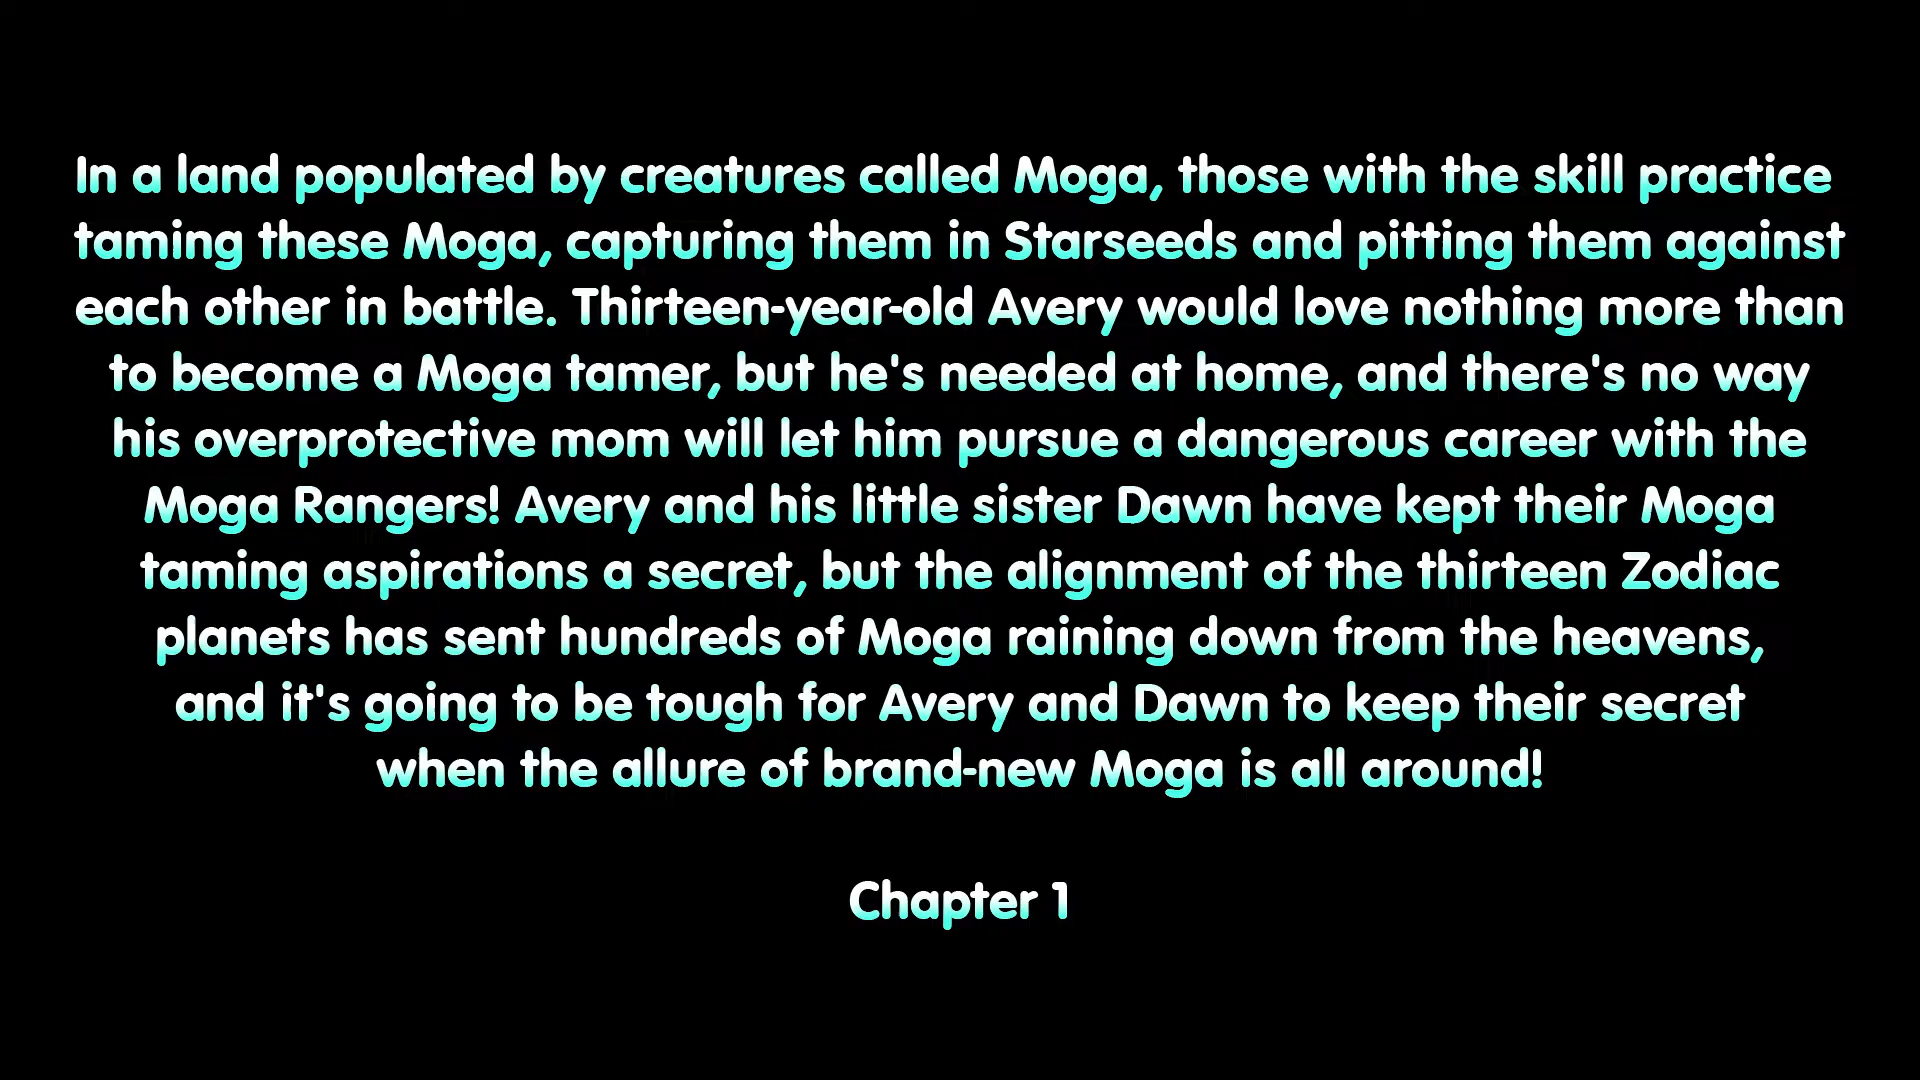 In a land populated by creatures called Moga, those with the skill practice
taming these Moga, capturing them in Starseeds and pitting them against
each other in battle. Thirteen-year-old Avery would love nothing more than
to become a Moga tamer, but he's needed at home, and there's no way
his overprotective mom will let him pursue a dangerous career with the
Moga Rangers! Avery and his little sister Dawn have kept their Moga
taming aspirations a secret, but the alignment of the thirteen Zodiac
planets has sent hundreds of Moga raining down from the heavens,
and it's going to be tough for Avery and Dawn to keep their secret
when the allure of brand-new Moga is all around!
Chapter 1